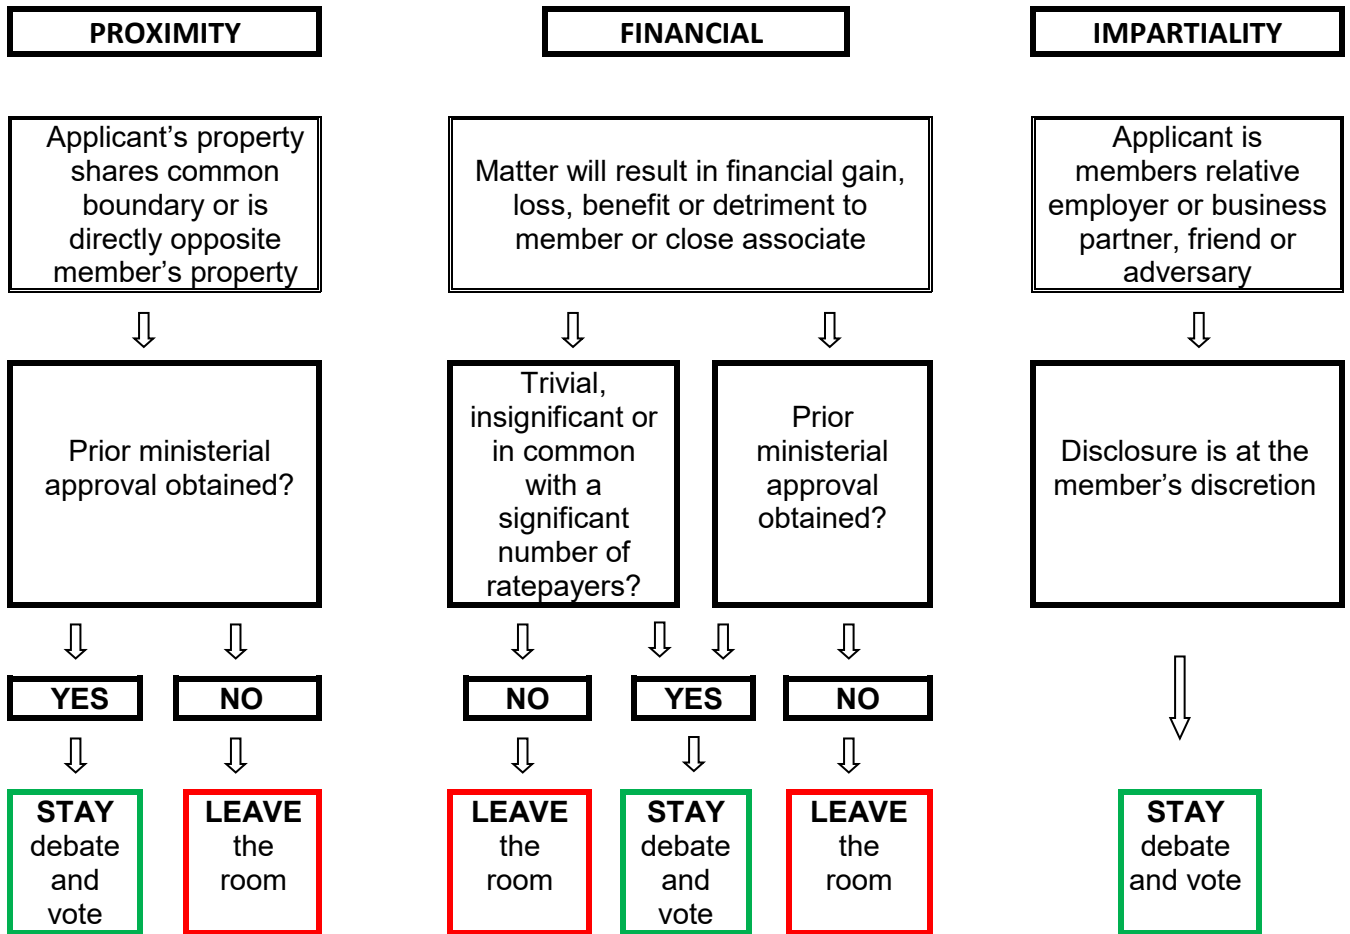 PROXIMITY
FINANCIAL
IMPARTIALITY
Applicant’s property
shares common
boundary or is
directly opposite
member’s property
Matter will result in financial gain,
loss, benefit or detriment to
member or close associate
Applicant is
members relative
employer or business
partner, friend or
adversary
Prior ministerial
approval obtained?
Trivial,
insignificant or
in common
with a
significant
number of
ratepayers?
Prior
ministerial
approval
obtained?
Disclosure is at the
member’s discretion
YES
NO
NO
YES
NO
STAY
debate
and
vote
LEAVE
the
room
LEAVE
the
room
STAY
debate
and
vote
LEAVE
the
room
STAY
debate
and vote